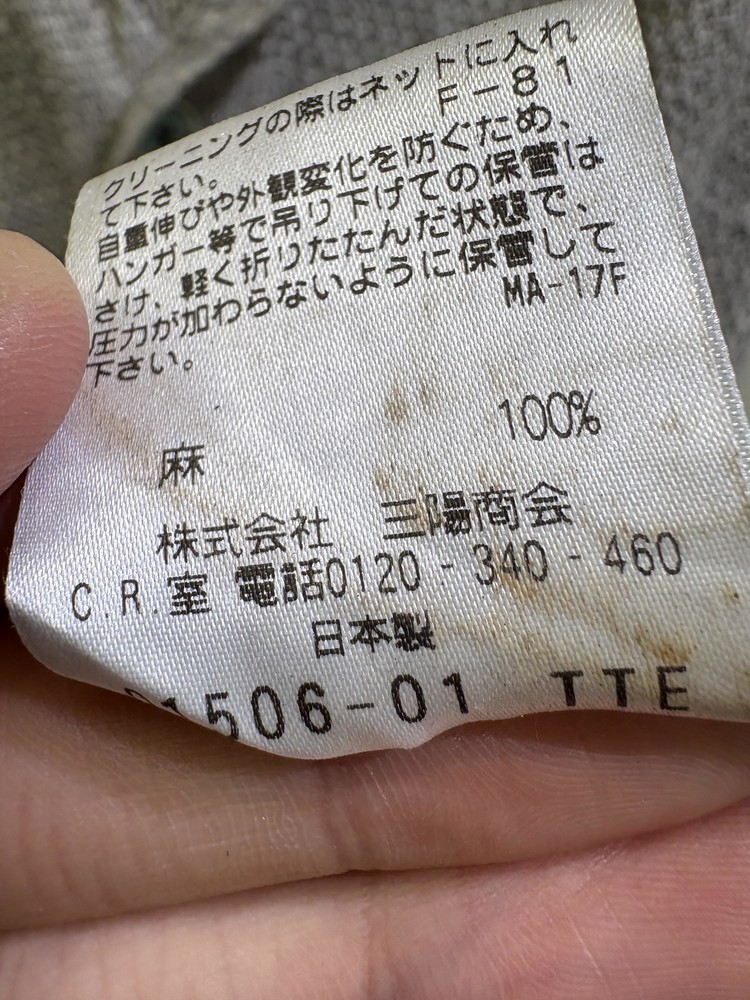 クリーニングの際はネットに入れ
て下さい。 F-81
自重伸びや外観変化を防ぐため、
ハンガー等で吊り下げての保管は
さけ、軽く折りたたんだ状態で、
圧力が加わらないように保管して
下さい。 MA-17F
麻 100%
株式会社 三陽商会
C.R.室 電話0120-340-460
日本製
1506-01 TTE